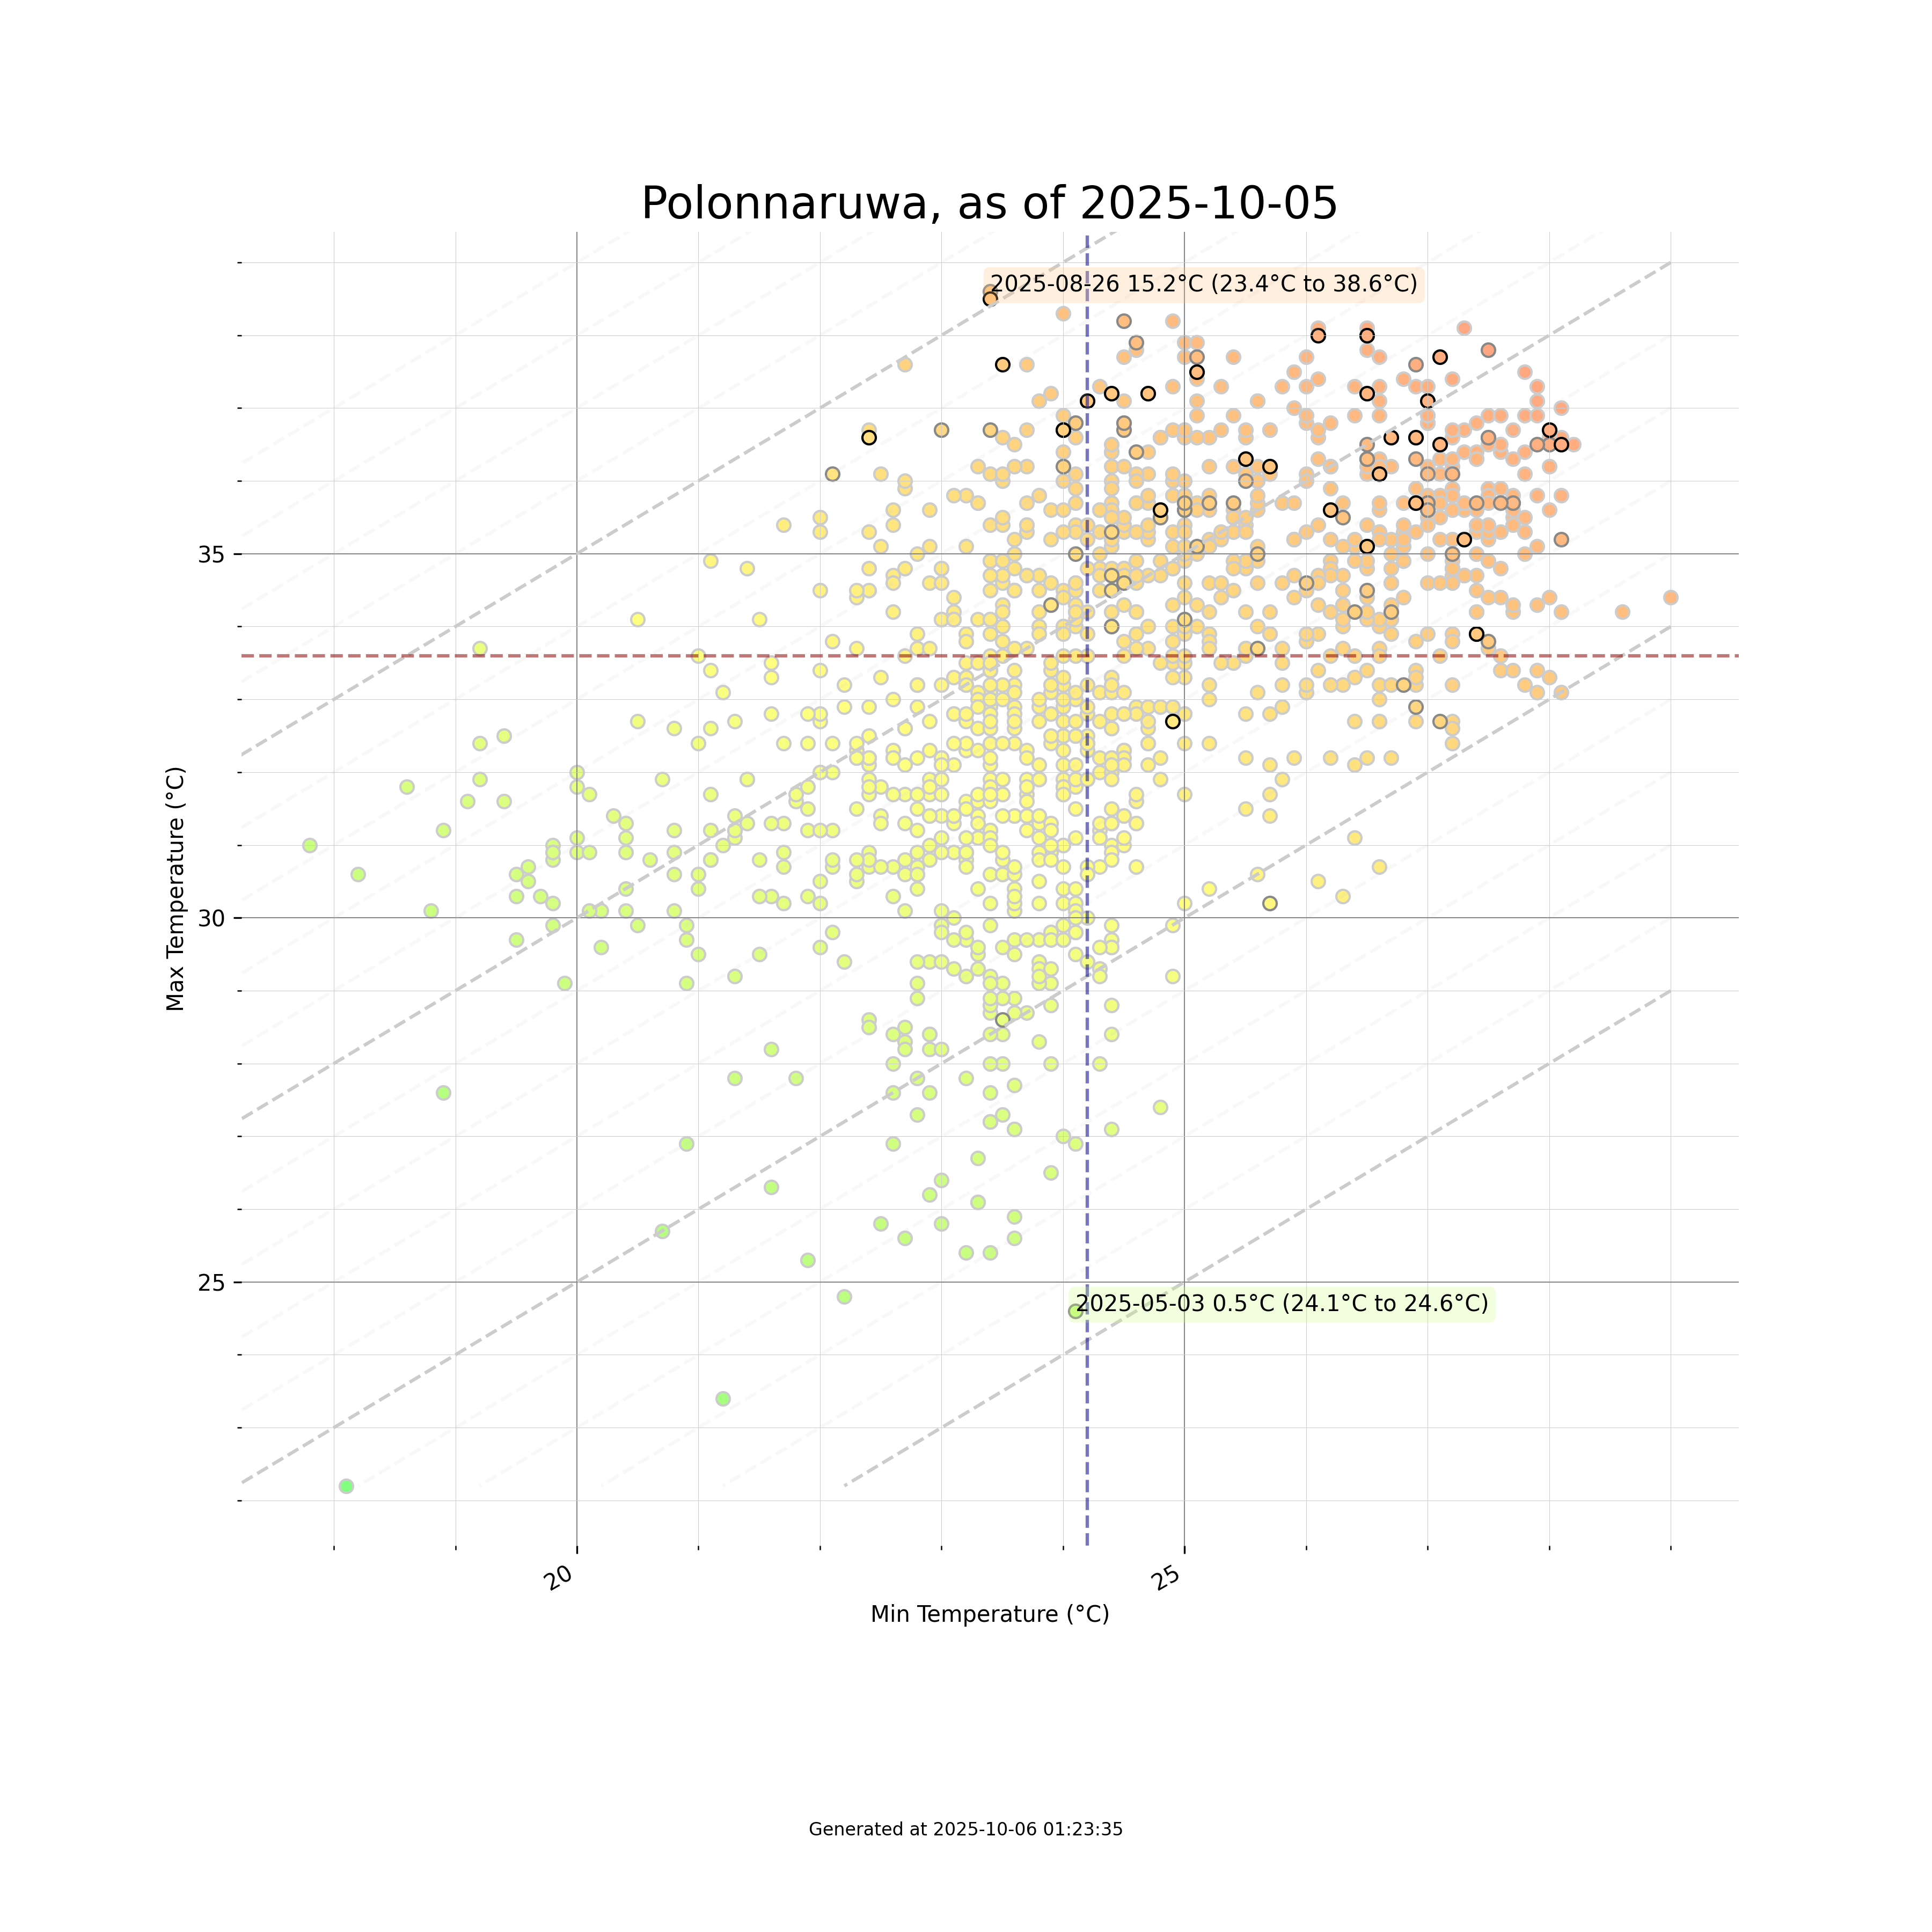 Polonnaruwa, as of 2025-10-05
2025-08-26 15.2°C (23.4°C to 38.6°C)
35
30
25
Max Temperature (°C)
2025-05-03 0.5°C (24.1°C to 24.6°C)
20
25
Min Temperature (°C)
Generated at 2025-10-06 01:23:35